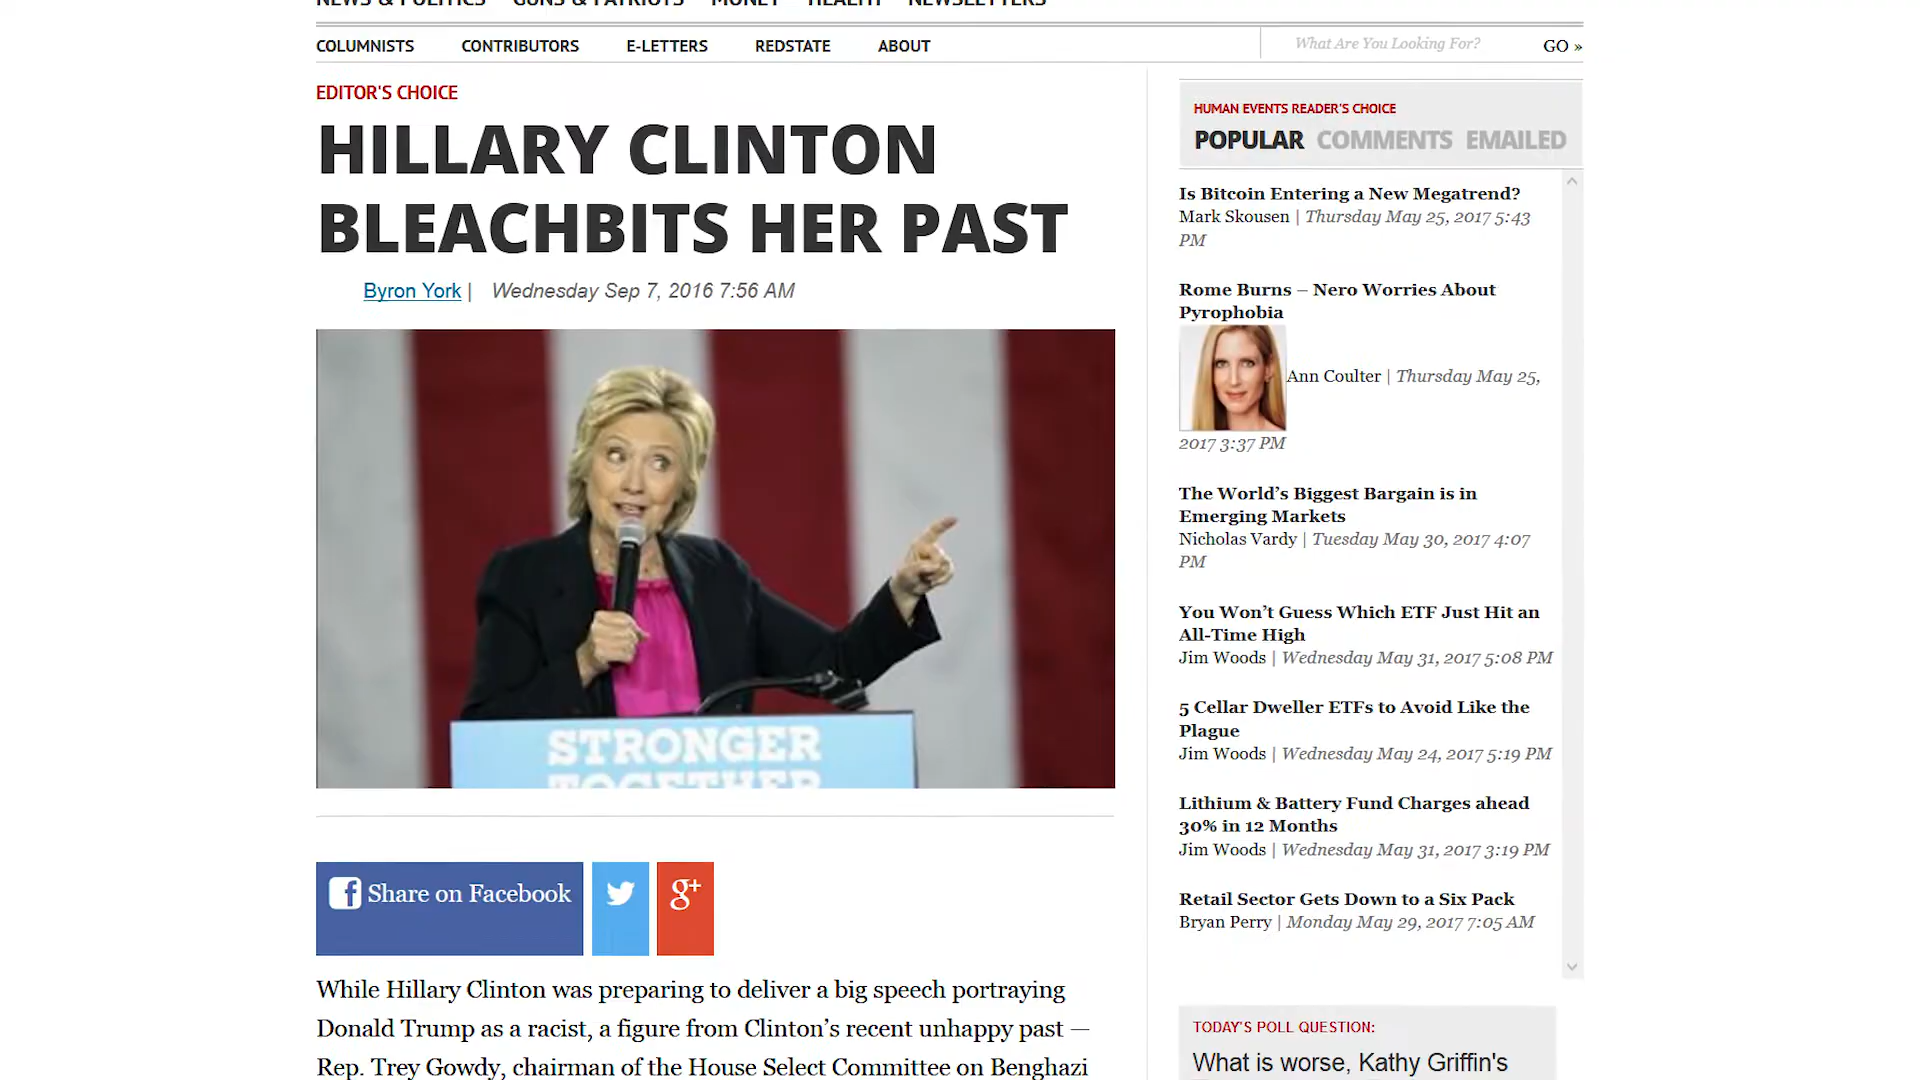 NEWS & POLITICS GUNS & PATRIOTS MONEY HEALTH NEWSLETTERS
COLUMNISTS CONTRIBUTORS E-LETTERS REDSTATE ABOUT
What Are You Looking For? GO »
EDITOR'S CHOICE
HILLARY CLINTON
BLEACHBITS HER PAST
Byron York | Wednesday Sep 7, 2016 7:56 AM
STRONGER
TOGETHER
Share on Facebook
g+
While Hillary Clinton was preparing to deliver a big speech portraying
Donald Trump as a racist, a figure from Clinton’s recent unhappy past —
Rep. Trey Gowdy, chairman of the House Select Committee on Benghazi
HUMAN EVENTS READER'S CHOICE
POPULAR COMMENTS EMAILED
Is Bitcoin Entering a New Megatrend?
Mark Skousen | Thursday May 25, 2017 5:43
PM
Rome Burns – Nero Worries About
Pyrophobia
Ann Coulter | Thursday May 25,
2017 3:37 PM
The World’s Biggest Bargain is in
Emerging Markets
Nicholas Vardy | Tuesday May 30, 2017 4:07
PM
You Won’t Guess Which ETF Just Hit an
All-Time High
Jim Woods | Wednesday May 31, 2017 5:08 PM
5 Cellar Dweller ETFs to Avoid Like the
Plague
Jim Woods | Wednesday May 24, 2017 5:19 PM
Lithium & Battery Fund Charges ahead
30% in 12 Months
Jim Woods | Wednesday May 31, 2017 3:19 PM
Retail Sector Gets Down to a Six Pack
Bryan Perry | Monday May 29, 2017 7:05 AM
TODAY'S POLL QUESTION:
What is worse, Kathy Griffin's